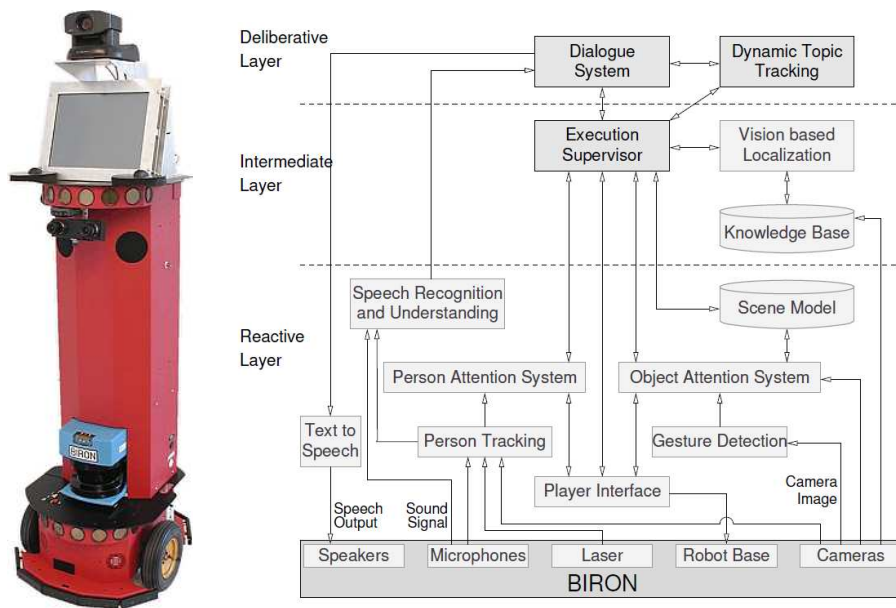 BIRON
Deliberative
Layer
Dialogue
System
Dynamic Topic
Tracking
Intermediate
Layer
Execution
Supervisor
Vision based
Localization
Knowledge Base
Reactive
Layer
Speech Recognition
and Understanding
Scene Model
Person Attention System
Object Attention System
Text to
Speech
Person Tracking
Gesture Detection
Player Interface
Camera
Image
Speech
Output
Sound
Signal
Speakers
Microphones
Laser
Robot Base
Cameras
BIRON